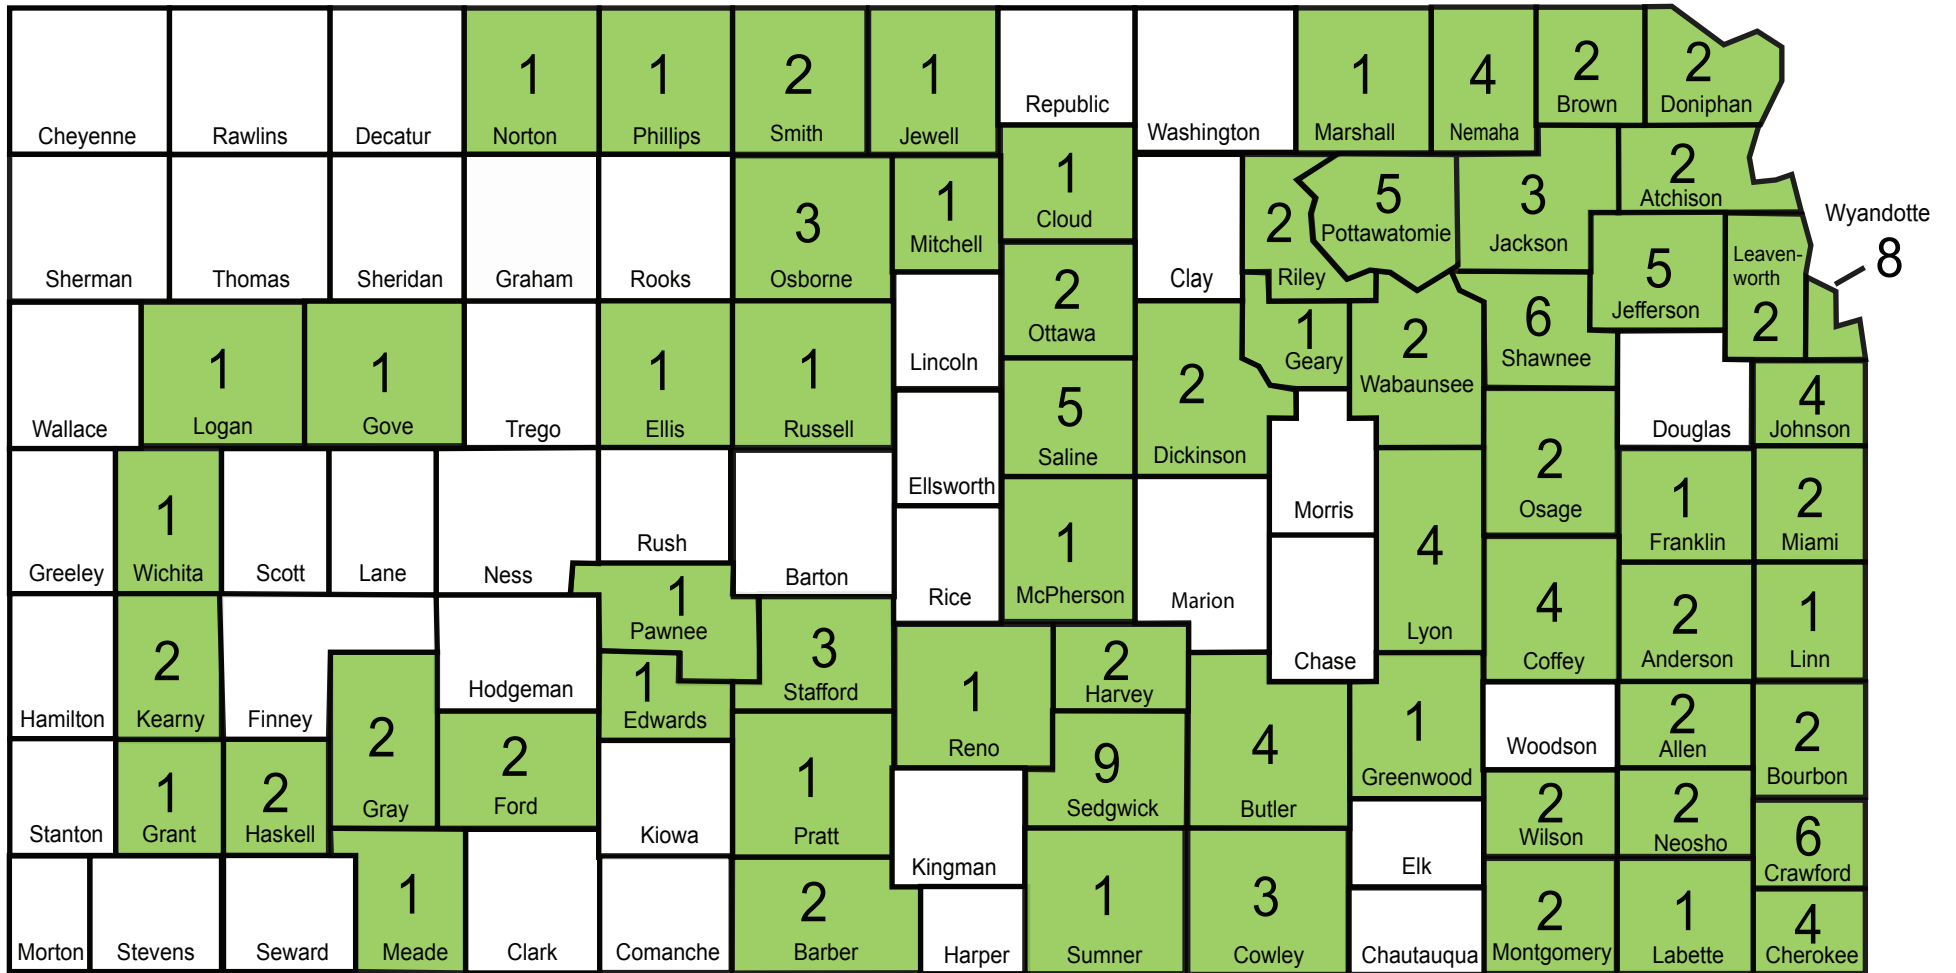 1
Norton
1
Phillips
2
Smith
1
Jewell
Republic
Washington
1
Marshall
4
Nemaha
2
Brown
2
Doniphan
Cheyenne
Rawlins
Decatur
Sherman
Thomas
Sheridan
Graham
Rooks
3
Osborne
1
Mitchell
1
Cloud
Clay
2
Riley
5
Pottawatomie
3
Jackson
2
Atchison
Wyandotte
8
5
Jefferson
Leaven-
worth
2
Wallace
1
Logan
1
Gove
Trego
1
Ellis
1
Russell
Lincoln
2
Ottawa
2
Dickinson
1
Geary
2
Wabaunsee
6
Shawnee
Douglas
4
Johnson
Ellsworth
5
Saline
Morris
2
Osage
1
Franklin
2
Miami
Greeley
1
Wichita
Scott
Lane
Ness
Rush
Barton
Rice
1
McPherson
Marion
Chase
4
Lyon
4
Coffey
2
Anderson
1
Linn
Hamilton
2
Kearny
Finney
Hodgeman
1
Pawnee
1
Edwards
3
Stafford
1
Reno
2
Harvey
9
Sedgwick
4
Butler
1
Greenwood
Woodson
2
Allen
2
Bourbon
Stanton
1
Grant
2
Haskell
2
Gray
2
Ford
Kiowa
1
Pratt
Kingman
Elk
2
Wilson
2
Neosho
6
Crawford
Morton
Stevens
Seward
1
Meade
Clark
Comanche
2
Barber
Harper
1
Sumner
3
Cowley
Chautauqua
2
Montgomery
1
Labette
4
Cherokee